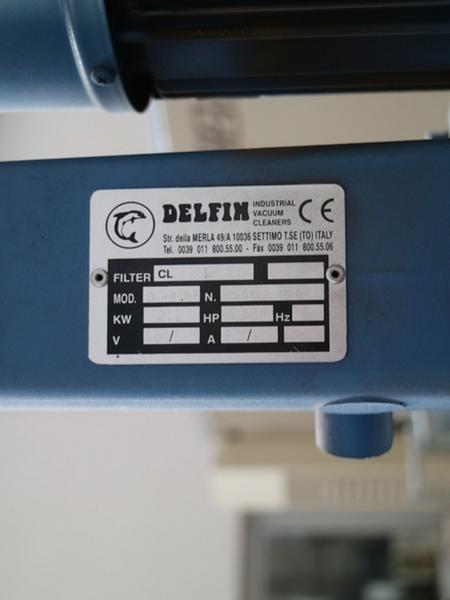 DELFIN
INDUSTRIAL
VACUUM
CLEANERS
CE
Str. della MERLA 49/A 10036 SETTIMO T.SE (TO) ITALY
Tel. 0039 011 800.55.00 - Fax 0039 011 800.55.06
FILTER CL L
MOD. N.
KW HP Hz
V / A /